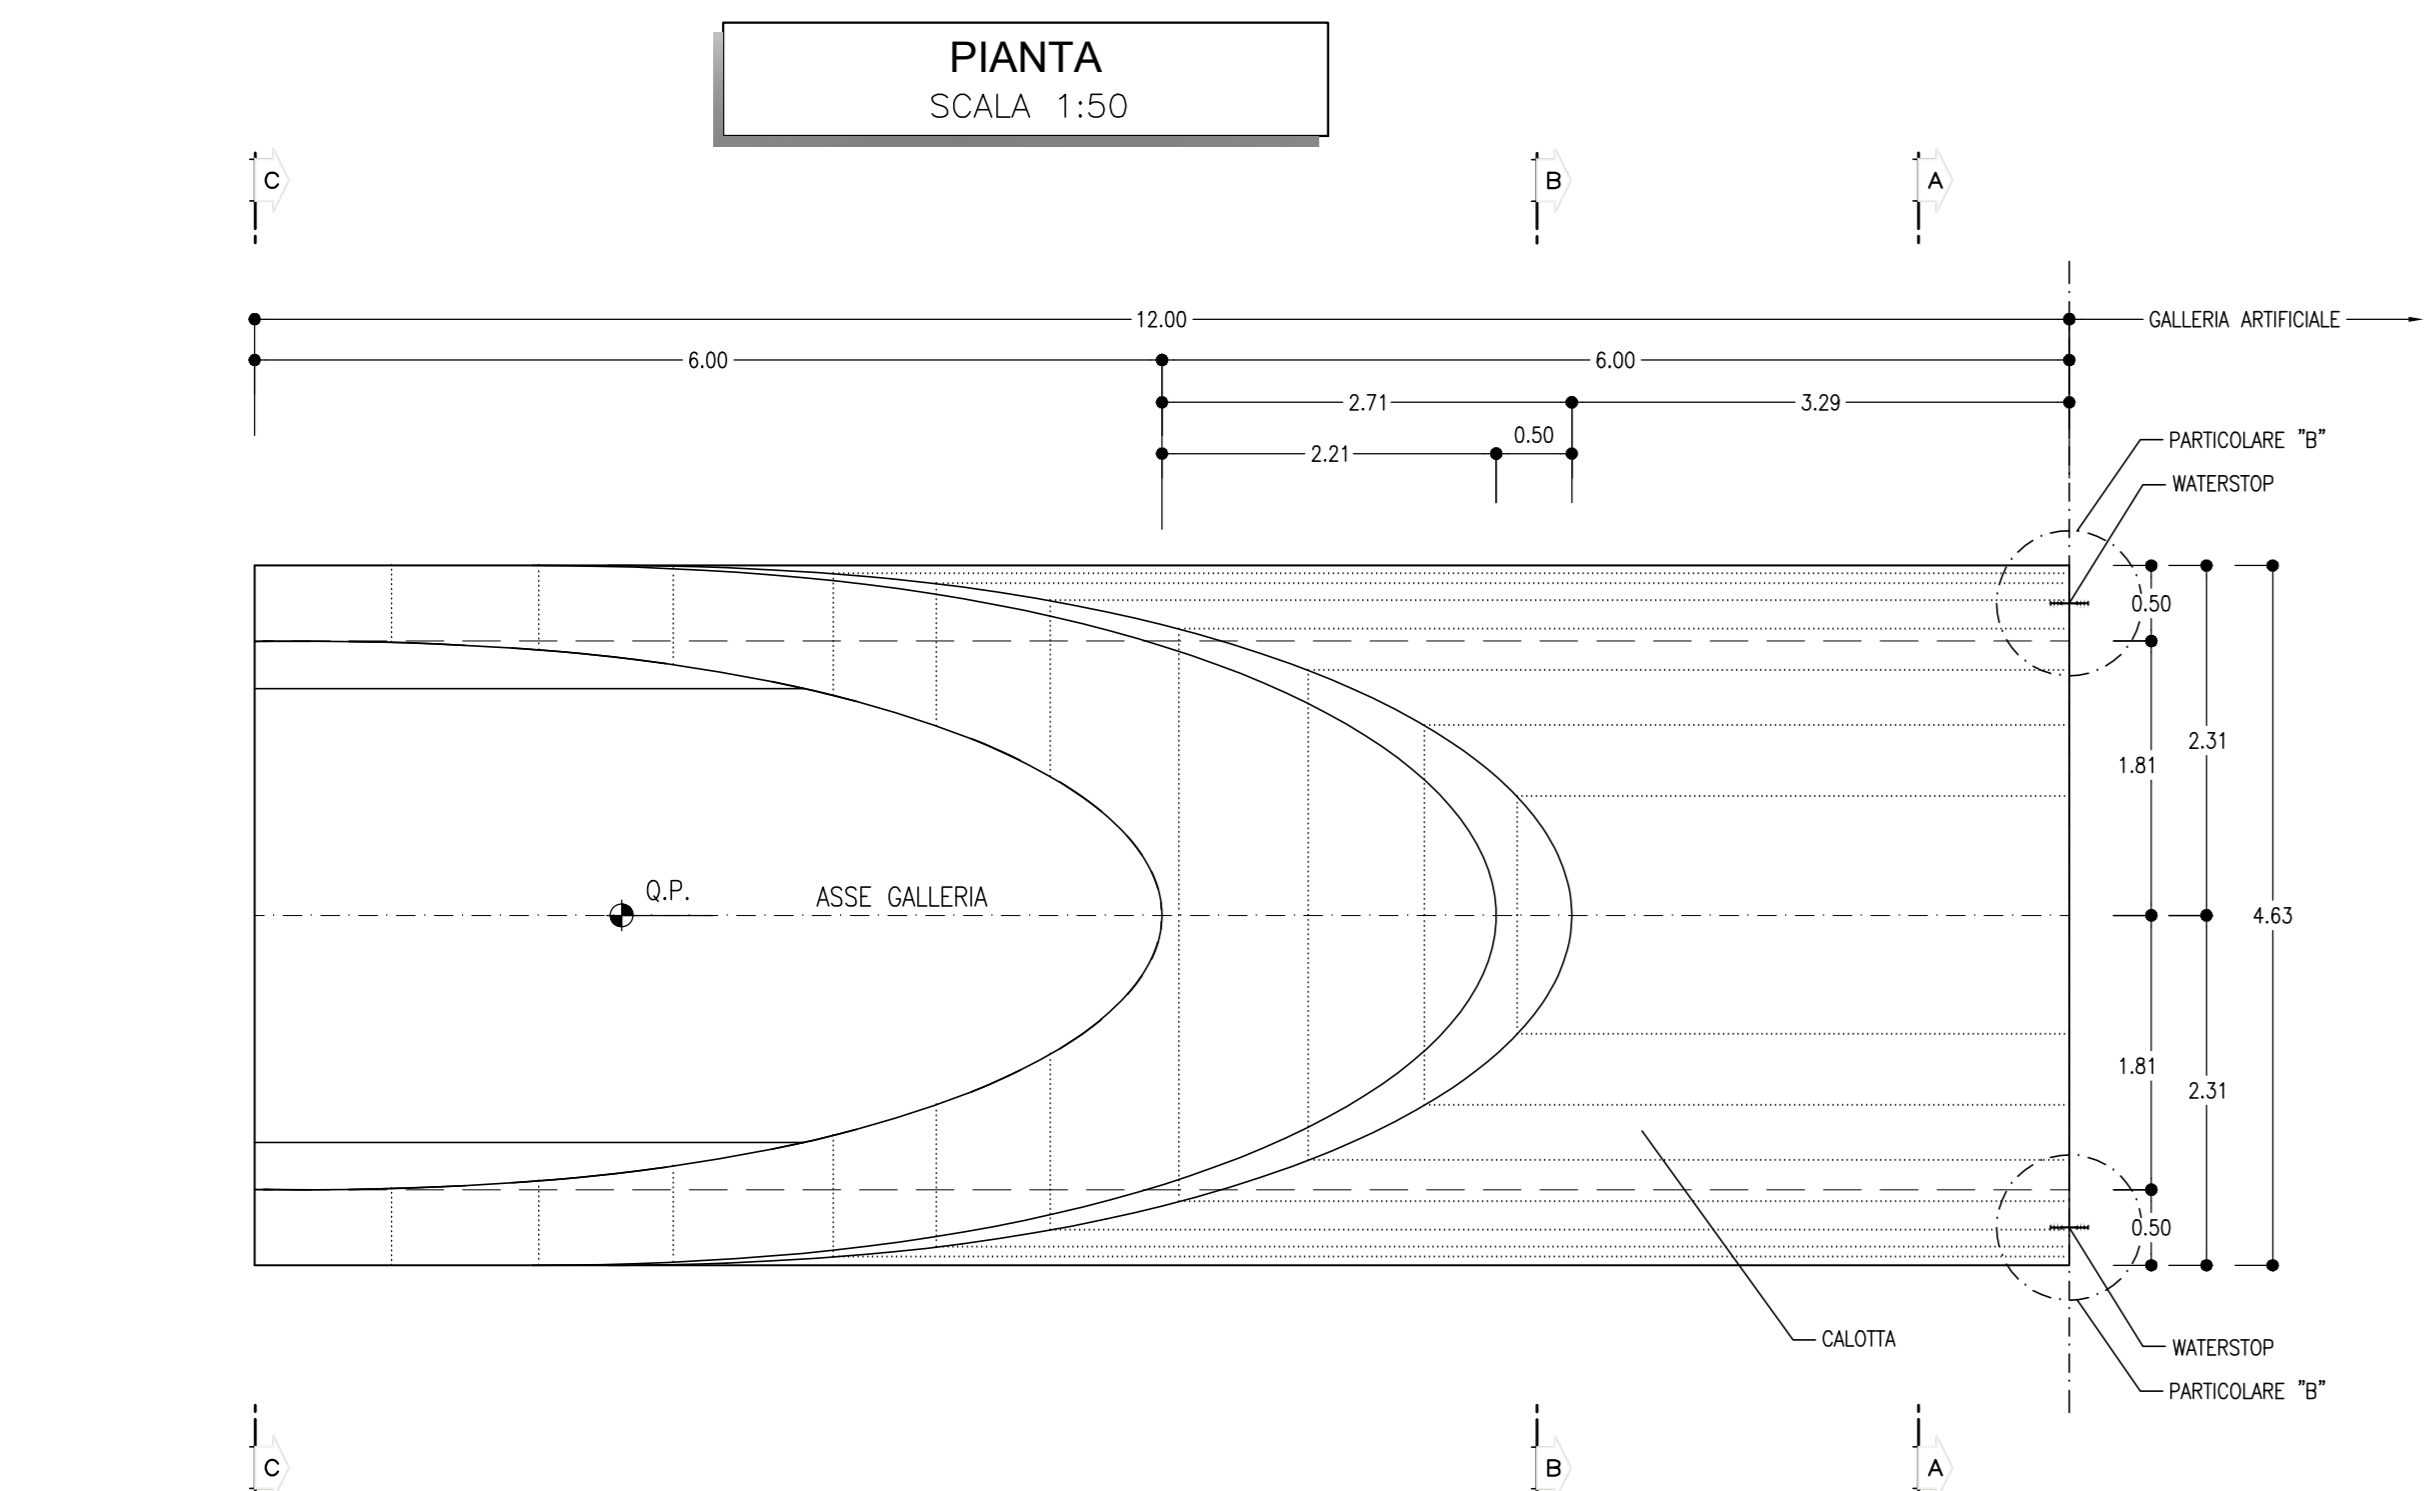 PIANTA
SCALA 1:50
C
B
A
12.00
GALLERIA ARTIFICIALE
6.00
6.00
2.71
3.29
0.50
2.21
PARTICOLARE "B"
WATERSTOP
0.50
2.31
1.81
Q.P.
ASSE GALLERIA
4.63
1.81
2.31
0.50
CALOTTA
WATERSTOP
PARTICOLARE "B"
C
B
A